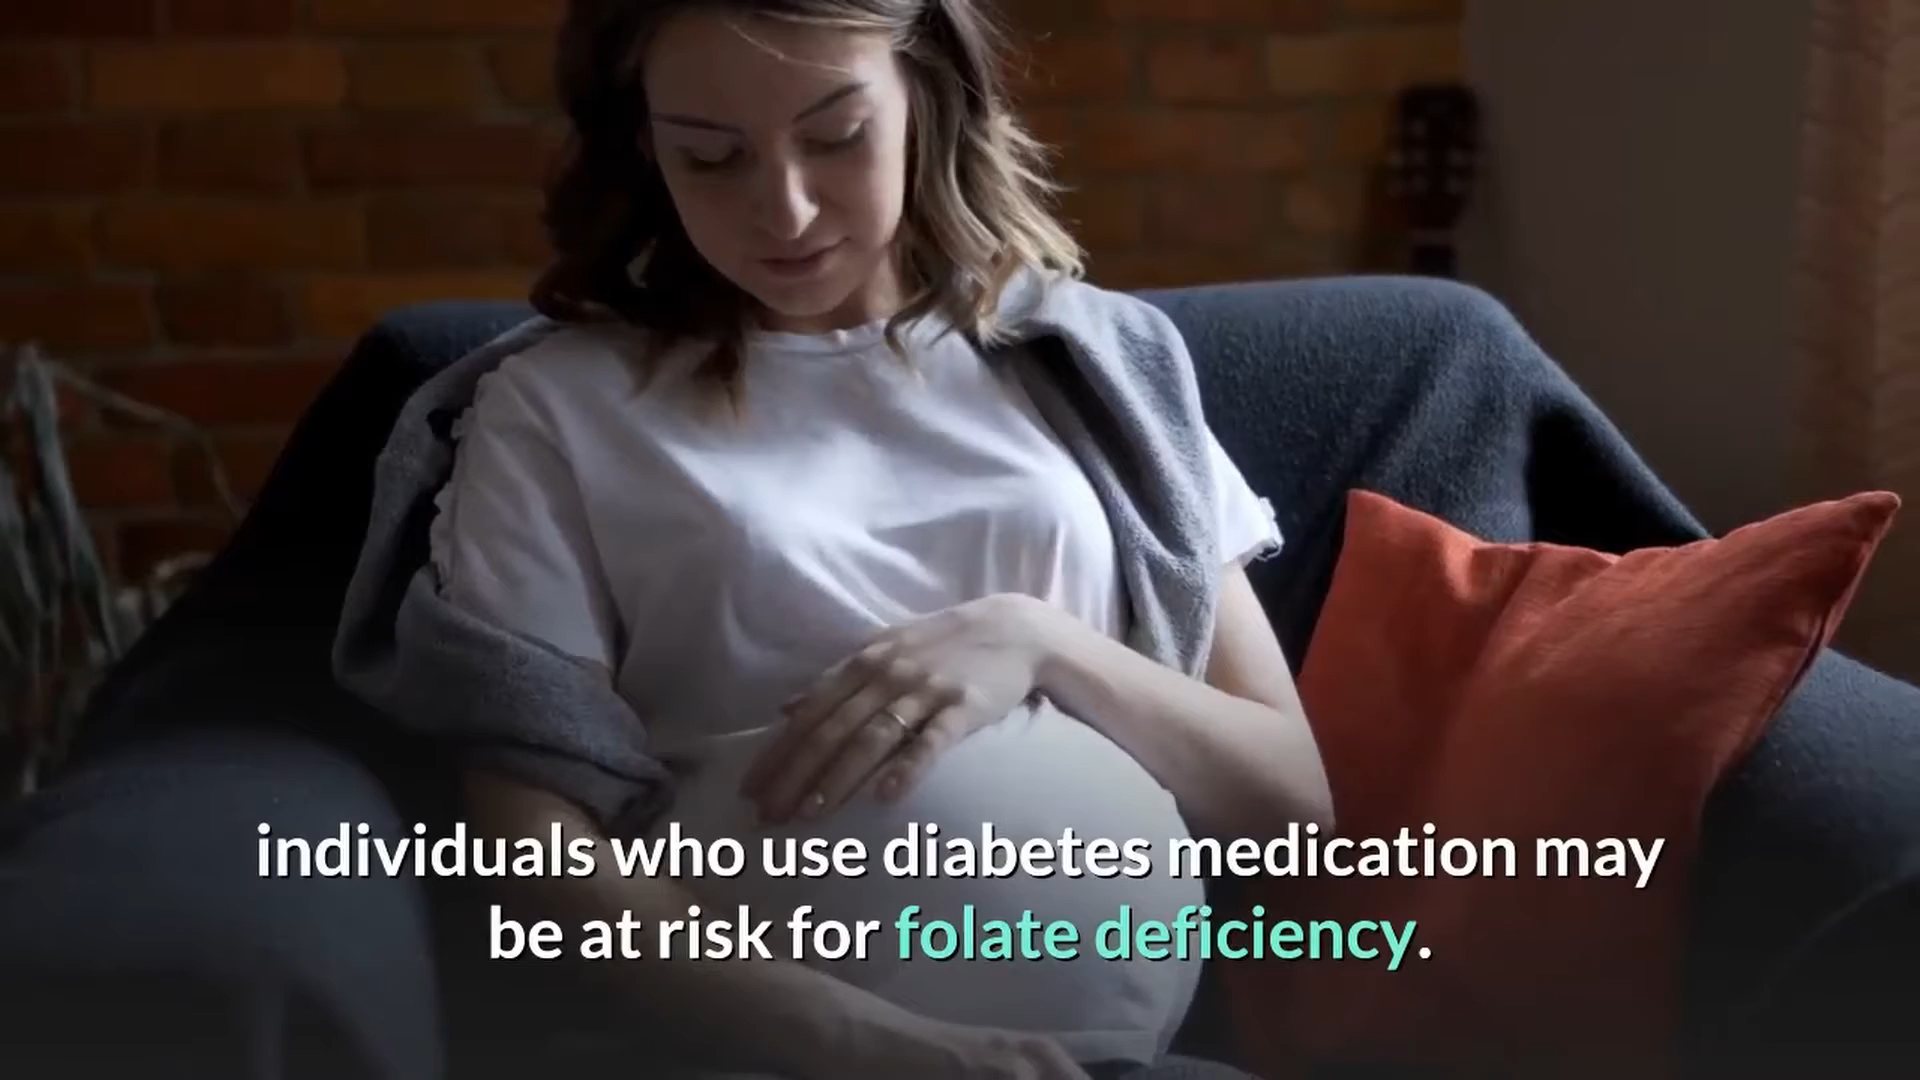 individuals who use diabetes medication may
be at risk for folate deficiency.